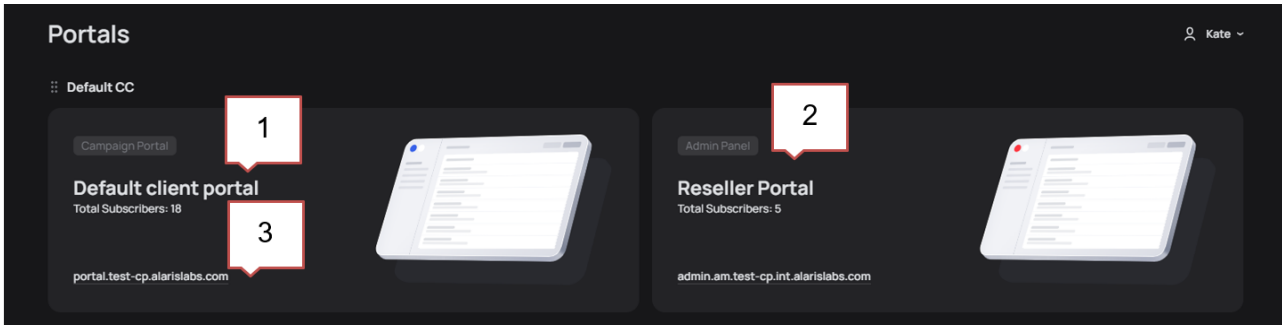 Portals
Kate
Default CC
1
2
Campaign Portal
Admin Panel
Default client portal
Reseller Portal
Total Subscribers: 18
Total Subscribers: 5
3
portal.test-cp.alarislabs.com
admin.am.test-cp.int.alarislabs.com